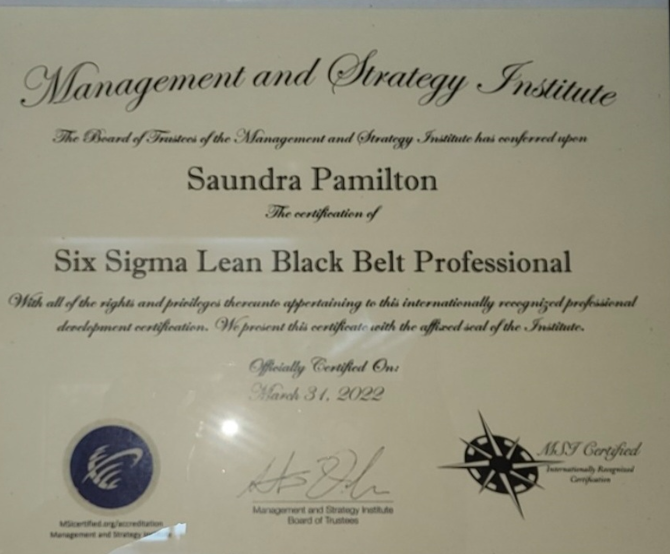 Management and Strategy Institute
The Board of Trustees of the Management and Strategy Institute has conferred upon
Saundra Pamilton
The certification of
Six Sigma Lean Black Belt Professional
With all of the rights and privileges thereunto appertaining to this internationally recognized professional
development certification. We present this certificate with the affixed seal of the Institute.
Officially Certified On:
March 31, 2022
MSI Certified
Internationally Recognized
Certification
Management and Strategy Institute
Board of Trustees
MSIcertified.org/accreditation
Management and Strategy